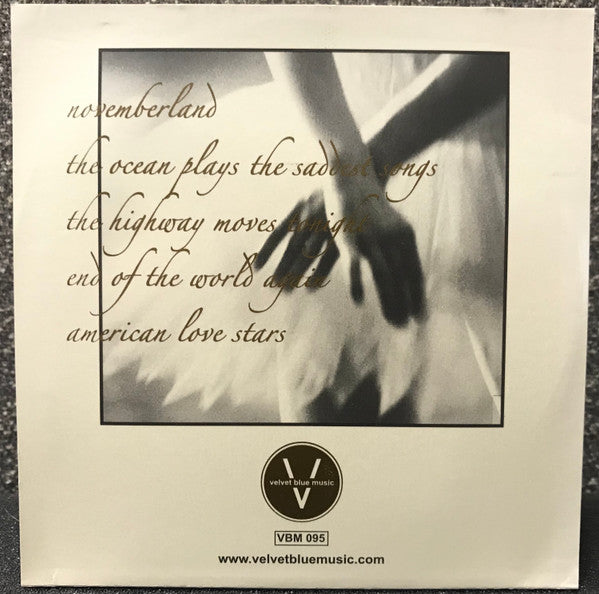 novemberland
the ocean plays the saddest songs
the highway moves tonight
end of the world again
american love stars
V
velvet blue music
V
VBM 095
www.velvetbluemusic.com